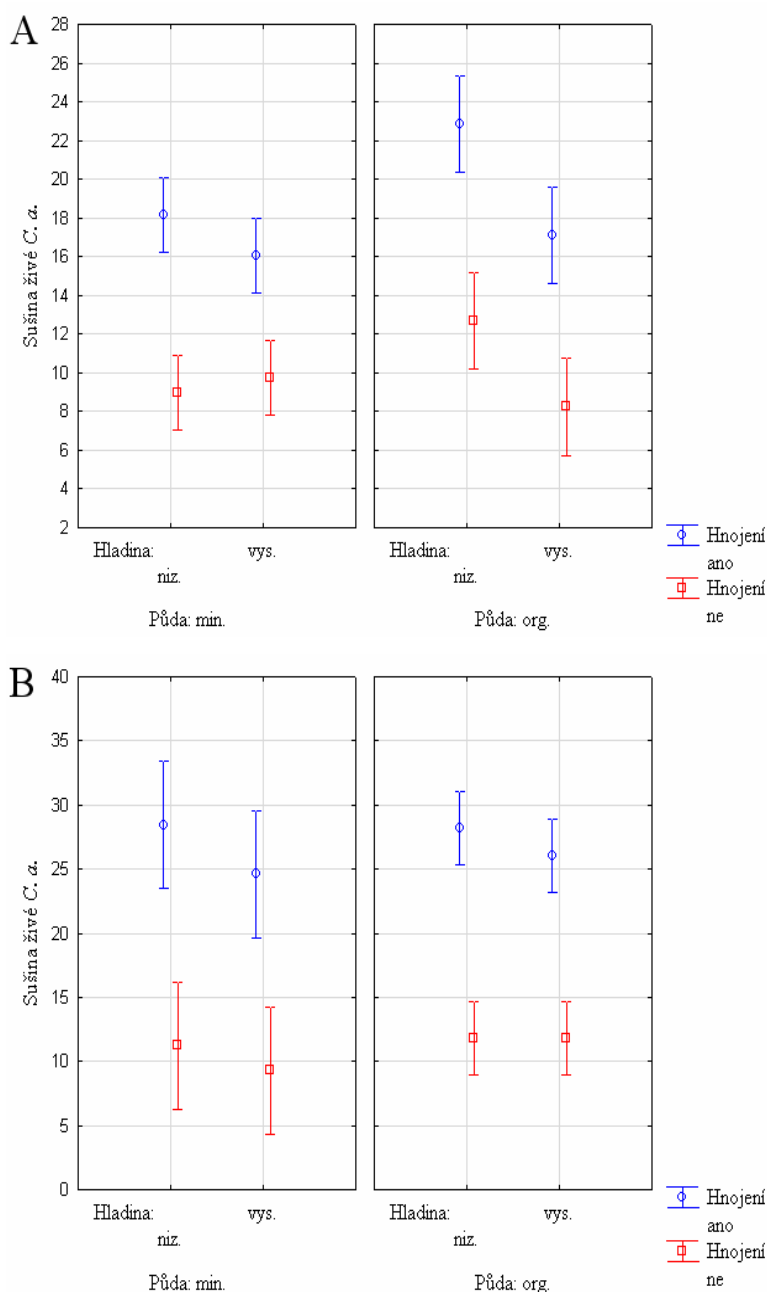 A
28
26
24
22
20
18
16
14
12
10
8
6
4
2
Sušina živé C. a.
Hladina: niz. vys.
Půda: min.
niz. vys.
Hladina:
Půda: org.
Hnojení
ano
Hnojení
ne
B
40
35
30
25
20
15
10
5
0
Sušina živé C. a.
Hladina: niz. vys.
Půda: min.
Hladina: niz. vys.
Půda: org.
Hnojení
ano
Hnojení
ne